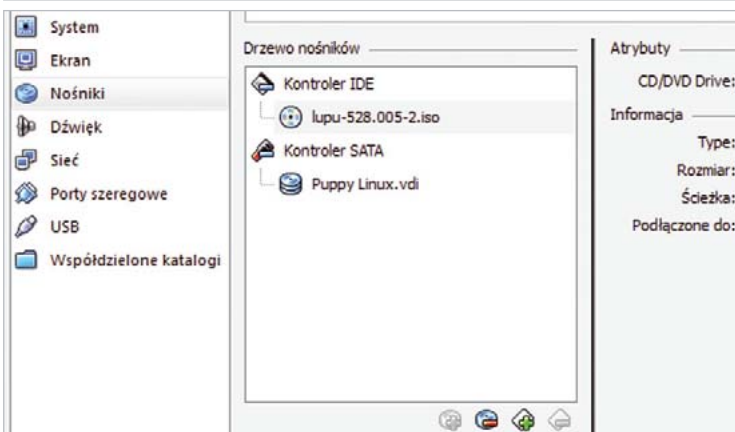 System
Ekran
Nośniki
Dźwięk
Sieć
Porty szeregowe
USB
Współdzielone katalogi
Drzewo nośników
Kontroler IDE
lupu-528.005-2.iso
Kontroler SATA
Puppy Linux.vdi
Atrybuty
CD/DVD Drive:
Informacja
Type:
Rozmiar:
Ścieżka:
Podłączone do: